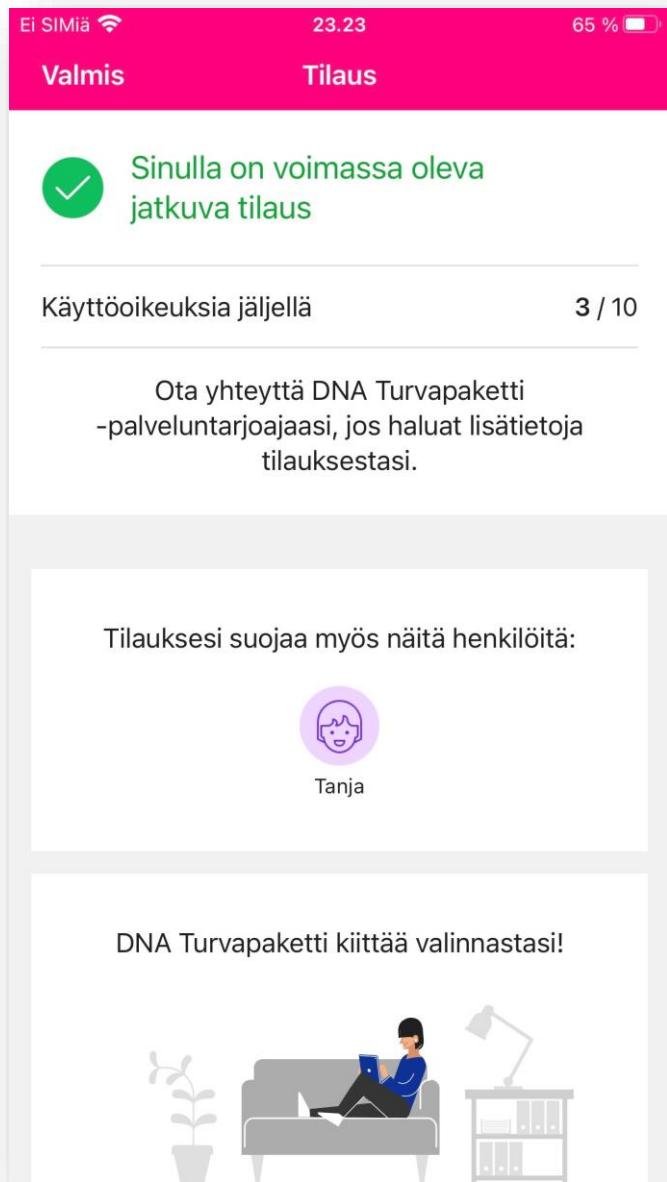 Ei SIMiä 23.23 65 %
Valmis Tilaus
Sinulla on voimassa oleva
jatkuva tilaus
Käyttöoikeuksia jäljellä 3 / 10
Ota yhteyttä DNA Turvapaketti
-palveluntarjoajaasi, jos haluat lisätietoja
tilauksestasi.
Tilauksesi suojaa myös näitä henkilöitä:
Tanja
DNA Turvapaketti kiittää valinnastasi!